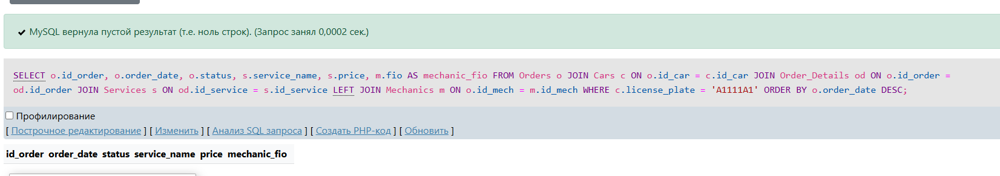 MySQL вернула пустой результат (т.е. ноль строк). (Запрос занял 0,0002 сек.)
SELECT o.id_order, o.order_date, o.status, s.service_name, s.price, m.fio AS mechanic_fio FROM Orders o JOIN Cars c ON o.id_car = c.id_car JOIN Order_Details od ON o.id_order =
od.id_order JOIN Services s ON od.id_service = s.id_service LEFT JOIN Mechanics m ON o.id_mech = m.id_mech WHERE c.license_plate = 'A1111A1' ORDER BY o.order_date DESC;
Профилирование
[ Построчное редактирование ] [ Изменить ] [ Анализ SQL запроса ] [ Создать PHP-код ] [ Обновить ]
id_order order_date status service_name price mechanic_fio